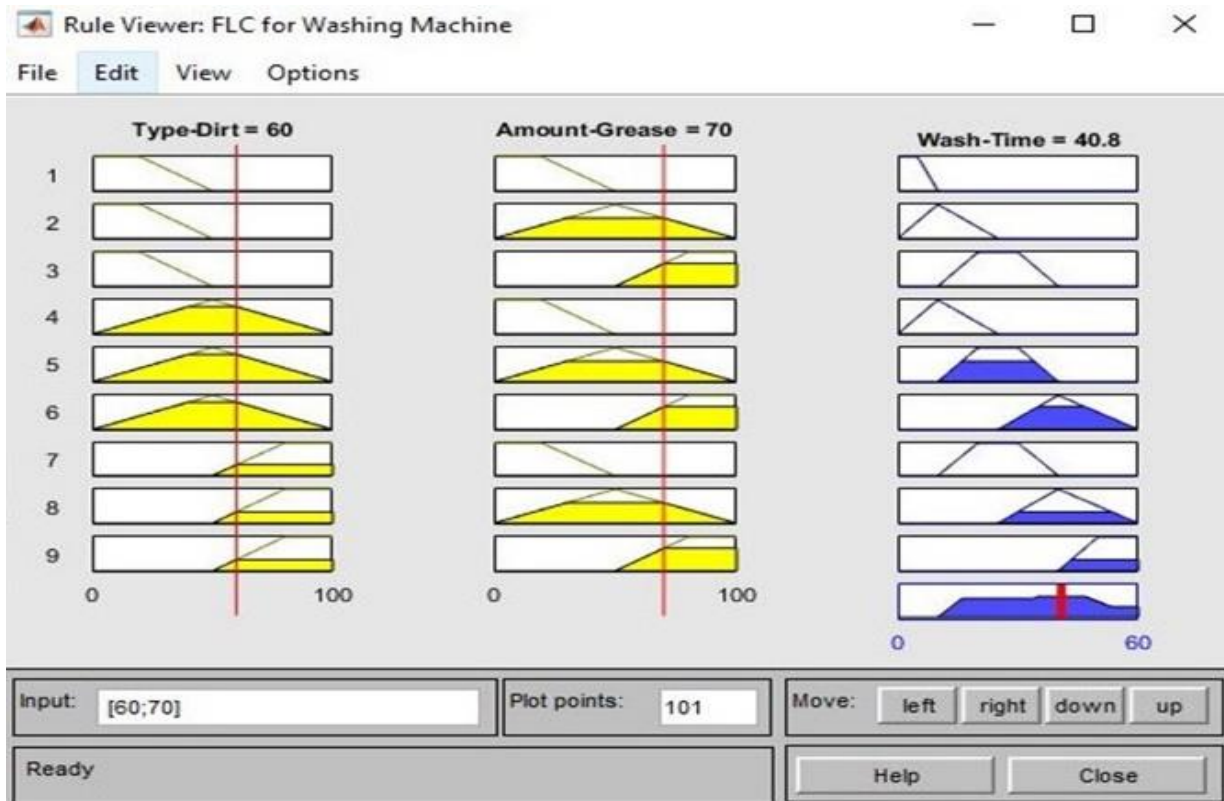 Rule Viewer: FLC for Washing Machine
File Edit View Options
Type-Dirt = 60
Amount-Grease = 70
Wash-Time = 40.8
1
2
3
4
5
6
7
8
9
0 100
0 100
0 60
Input: [60;70]
Plot points: 101
Move: left right down up
Ready
Help Close